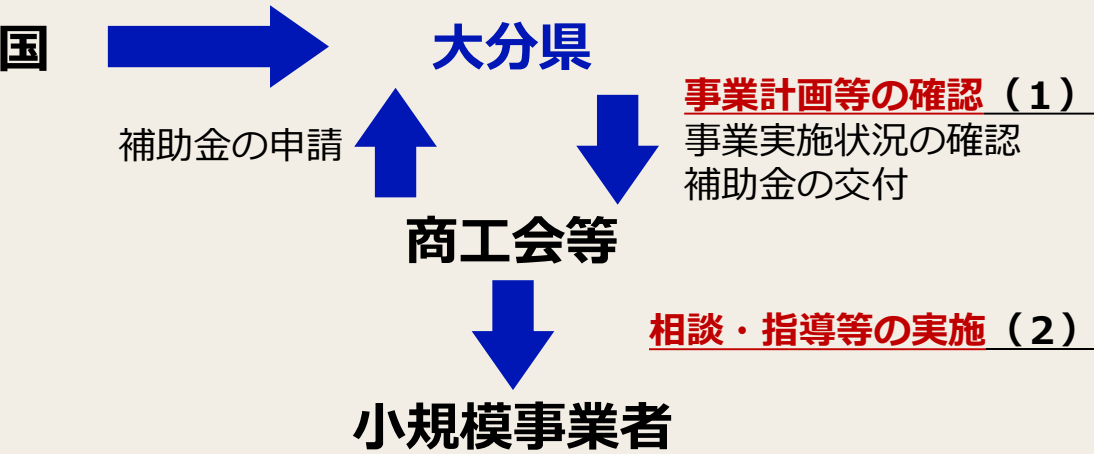 国
大分県
事業計画等の確認(1)
補助金の申請
事業実施状況の確認
補助金の交付
商工会等
相談・指導等の実施(2)
小規模事業者